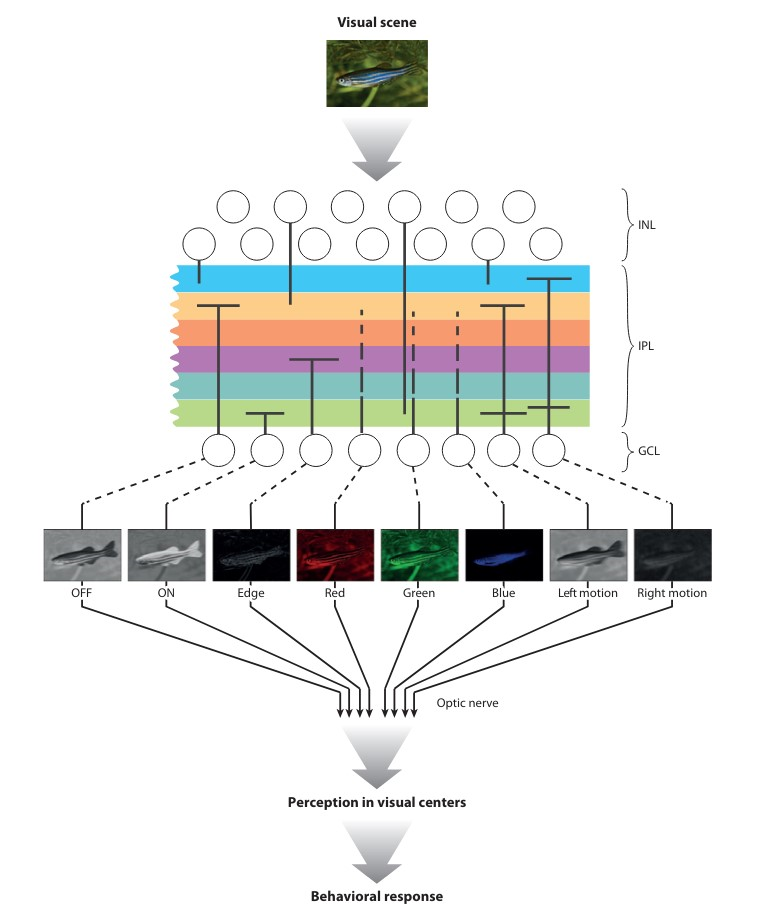 Visual scene
INL
IPL
GCL
OFF
ON
Edge
Red
Green
Blue
Left motion
Right motion
Optic nerve
Perception in visual centers
Behavioral response